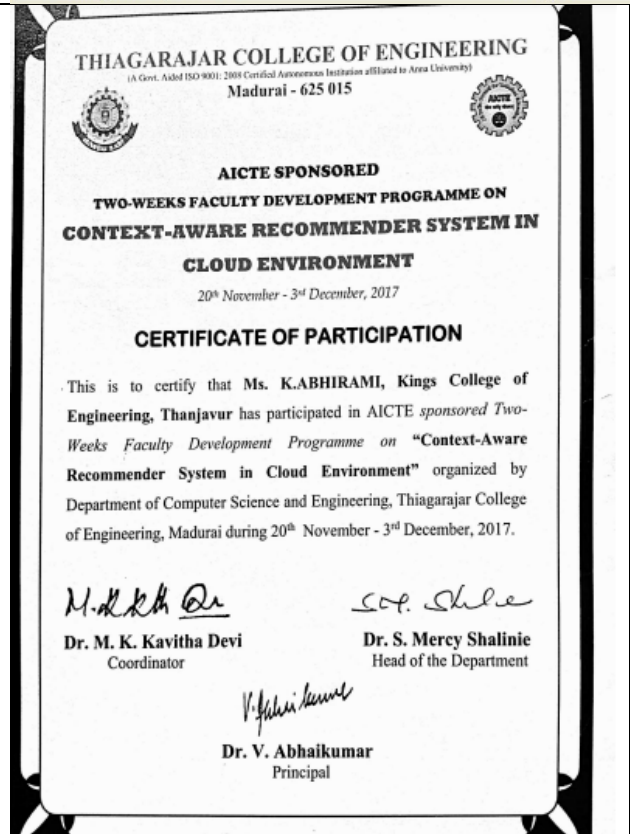 THIAGARAJAR COLLEGE OF ENGINEERING
(A Govt. Aided ISO 9001: 2008 Certified Autonomous Institution affiliated to Anna University)
Madurai - 625 015
AICTE
AICTE SPONSORED
TWO-WEEKS FACULTY DEVELOPMENT PROGRAMME ON
CONTEXT-AWARE RECOMMENDER SYSTEM IN
CLOUD ENVIRONMENT
20th November - 3rd December, 2017
CERTIFICATE OF PARTICIPATION
This is to certify that Ms. K.ABHIRAMI, Kings College of
Engineering, Thanjavur has participated in AICTE sponsored Two-
Weeks Faculty Development Programme on "Context-Aware
Recommender System in Cloud Environment" organized by
Department of Computer Science and Engineering, Thiagarajar College
of Engineering, Madurai during 20th November - 3rd December, 2017.
Dr. M. K. Kavitha Devi
Coordinator
Dr. S. Mercy Shalinie
Head of the Department
Dr. V. Abhaikumar
Principal